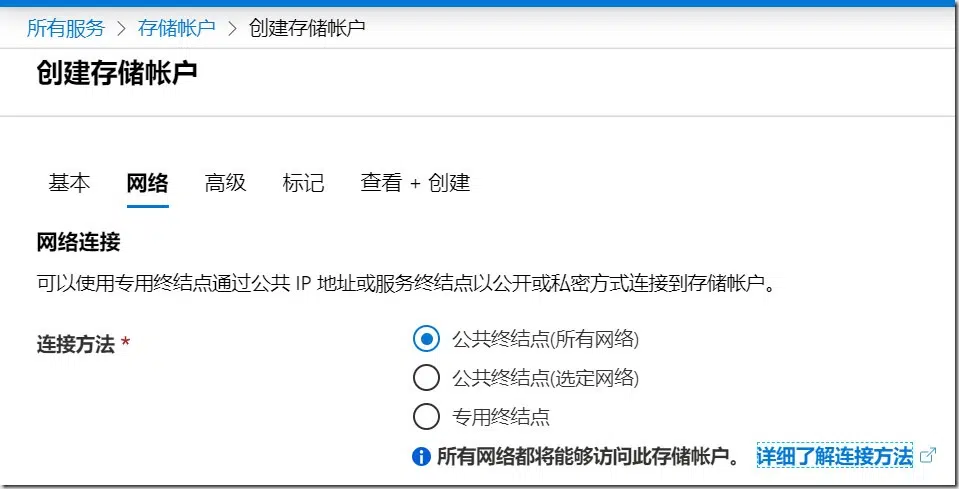 所有服务 > 存储帐户 > 创建存储帐户
创建存储帐户
基本 网络 高级 标记 查看 + 创建
网络连接
可以使用专用终结点通过公共 IP 地址或服务终结点以公开或私密方式连接到存储帐户。
连接方法 *
公共终结点(所有网络)
公共终结点(选定网络)
专用终结点
所有网络都将能够访问此存储帐户。 详细了解连接方法